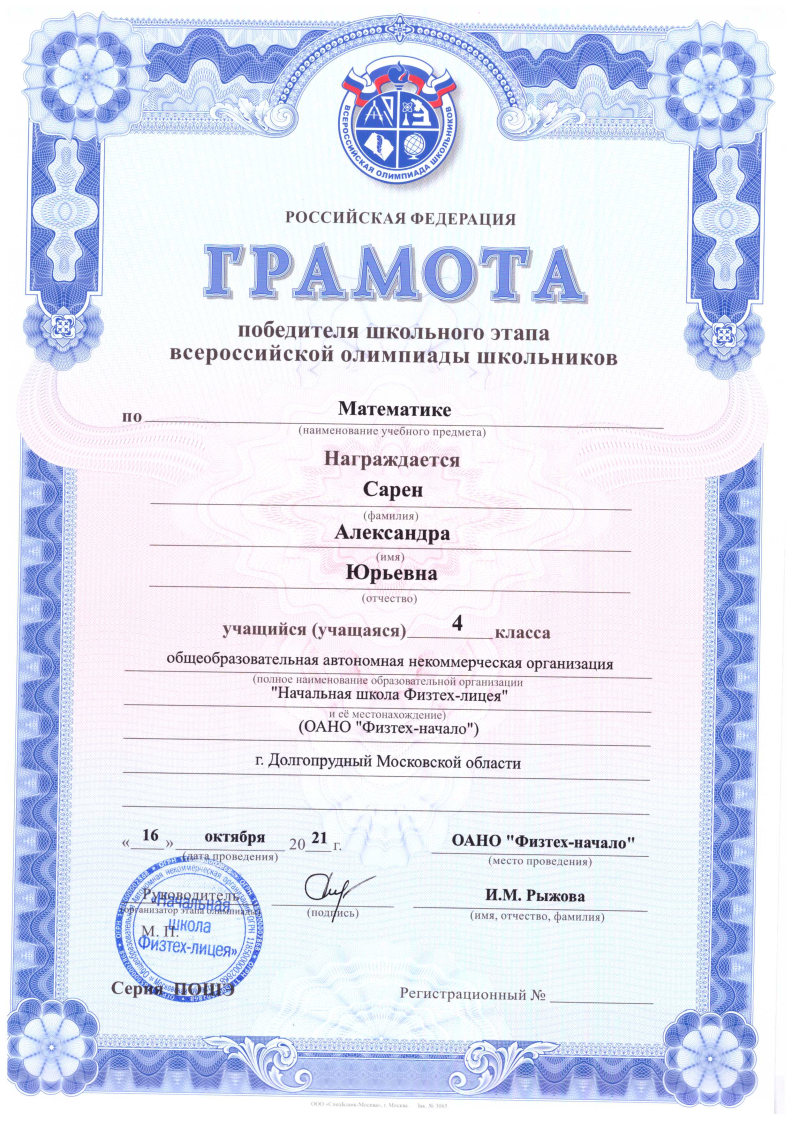 ВСЕРОССИЙСКАЯ ОЛИМПИАДА ШКОЛЬНИКОВ
РОССИЙСКАЯ ФЕДЕРАЦИЯ
ГРАМОТА
победителя школьного этапа
всероссийской олимпиады школьников
по Математике
(наименование учебного предмета)
Награждается
Сарен
(фамилия)
Александра
(имя)
Юрьевна
(отчество)
учащийся (учащаяся) 4 класса
общеобразовательная автономная некоммерческая организация
(полное наименование образовательной организации
"Начальная школа Физтех-лицея"
и её местонахождение)
(ОАНО "Физтех-начало")
г. Долгопрудный Московской области
« 16 » октября 20 21 г. ОАНО "Физтех-начало"
(дата проведения) (место проведения)
Руководитель И.М. Рыжова
(организатор этапа олимпиады) (подпись) (имя, отчество, фамилия)
М. П.
«Начальная
школа
Физтех-лицея»
Серия ПОШЭ Регистрационный №